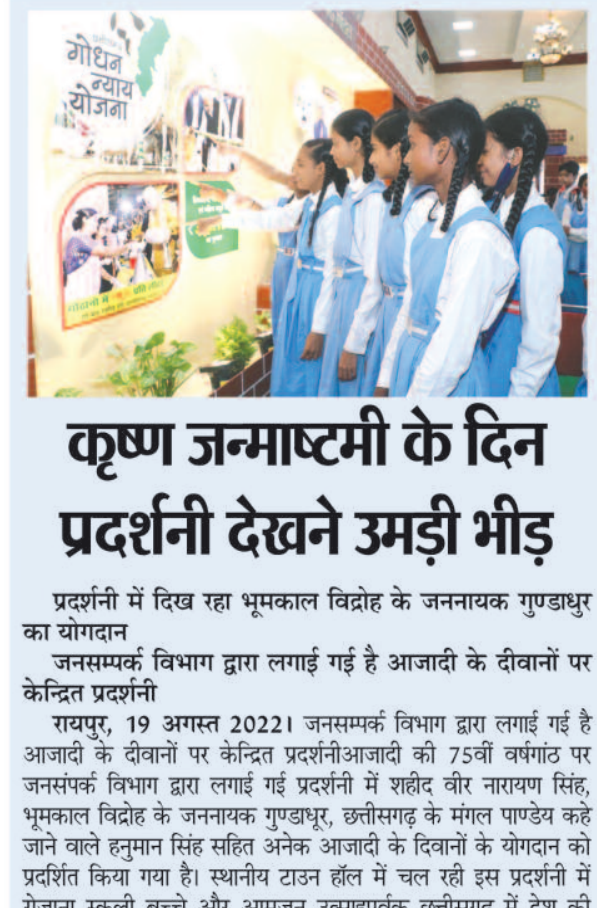 गोधन
न्याय
योजना
कृष्ण जन्माष्टमी के दिन
प्रदर्शनी देखने उमड़ी भीड़
प्रदर्शनी में दिख रहा भूमकाल विद्रोह के जननायक गुण्डाधुर
का योगदान
जनसम्पर्क विभाग द्वारा लगाई गई है आजादी के दीवानों पर
केन्द्रित प्रदर्शनी
रायपुर, 19 अगस्त 2022। जनसम्पर्क विभाग द्वारा लगाई गई है
आजादी के दीवानों पर केन्द्रित प्रदर्शनीआजादी की 75वीं वर्षगांठ पर
जनसंपर्क विभाग द्वारा लगाई गई प्रदर्शनी में शहीद वीर नारायण सिंह,
भूमकाल विद्रोह के जननायक गुण्डाधूर, छत्तीसगढ़ के मंगल पाण्डेय कहे
जाने वाले हनुमान सिंह सहित अनेक आजादी के दिवानों के योगदान को
प्रदर्शित किया गया है। स्थानीय टाउन हॉल में चल रही इस प्रदर्शनी में